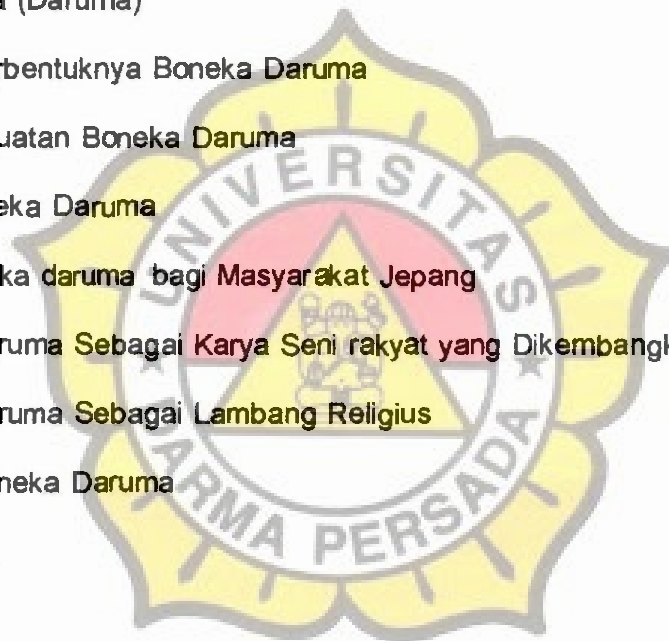 (Daruma)
rbentuknya Boneka Daruma
uatan Boneka Daruma
eka Daruma
ka daruma bagi Masyarakat Jepang
ruma Sebagai Karya Seni rakyat yang Dikembangk
ruma Sebagai Lambang Religius
neka Daruma
UNIVERSITAS
DARMA PERSADA